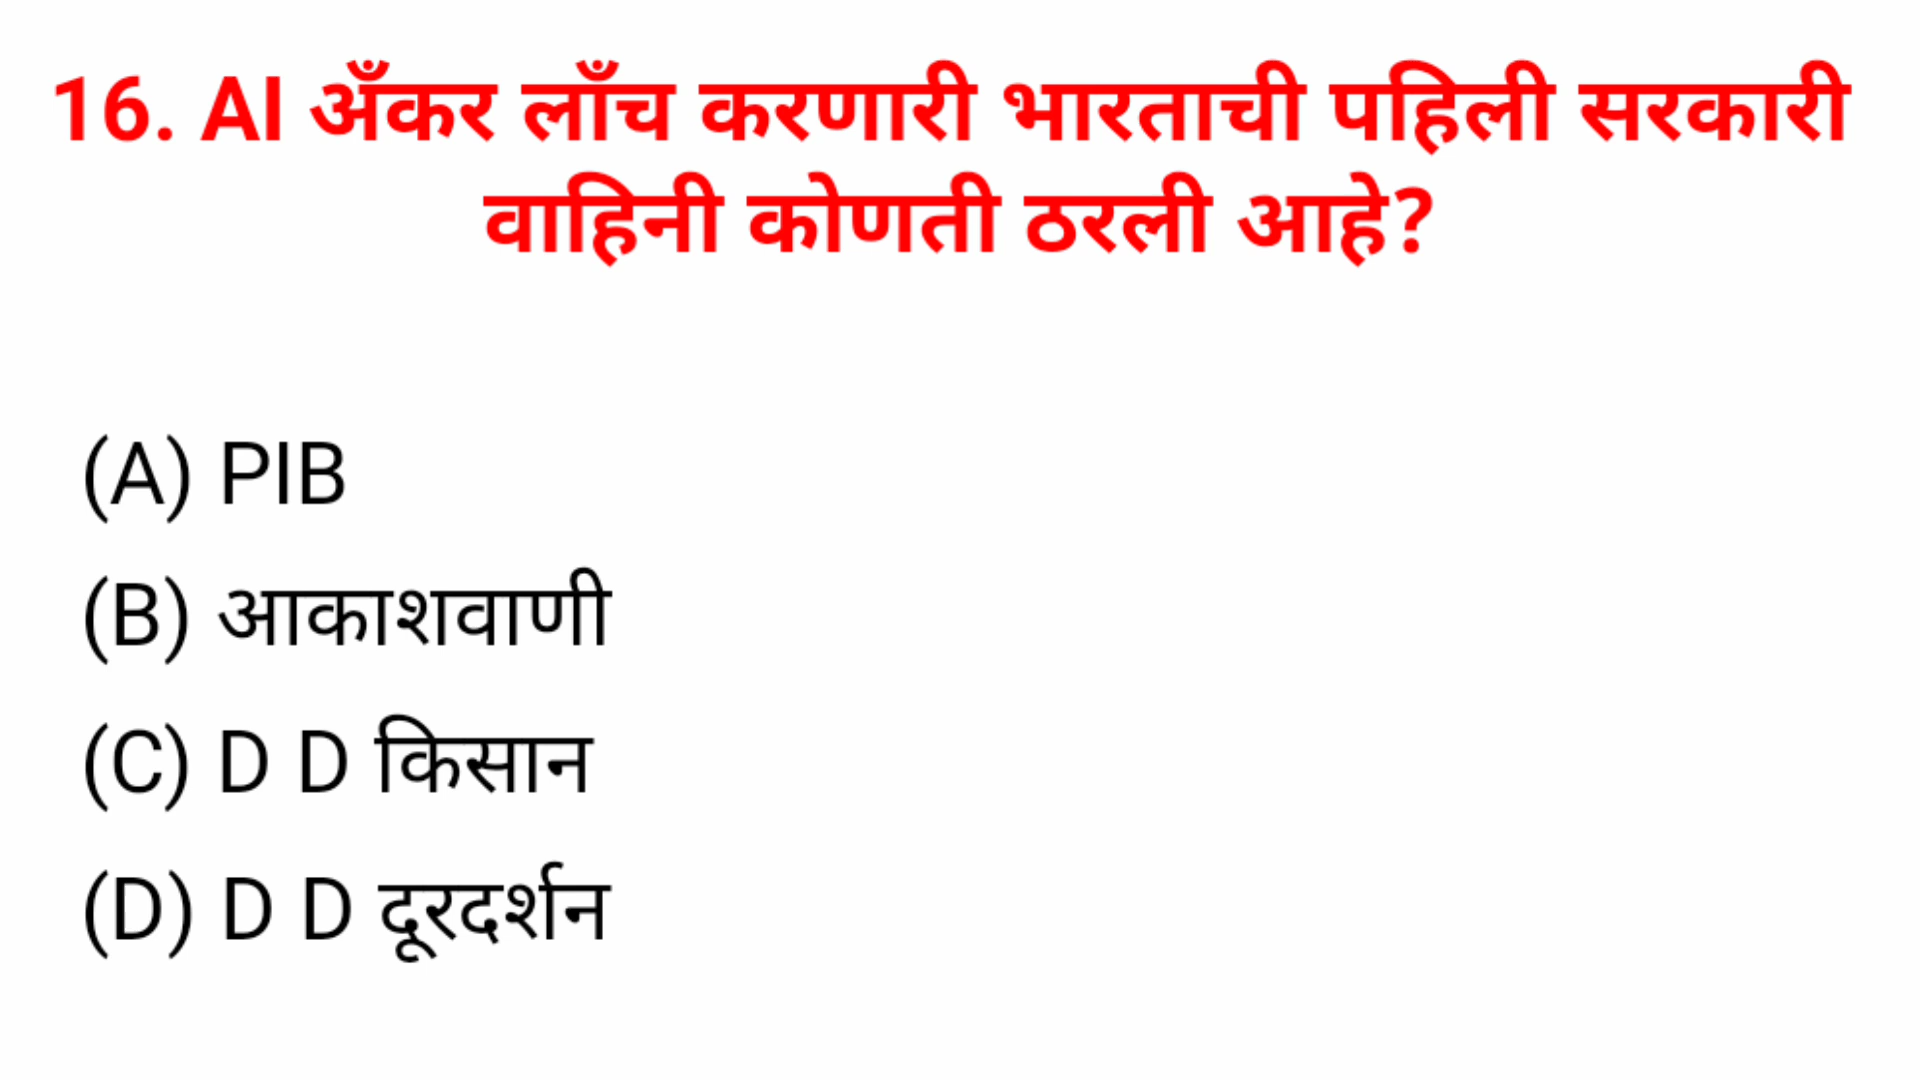 16. AI अँकर लाँच करणारी भारताची पहिली सरकारी
वाहिनी कोणती ठरली आहे?
(A) PIB
(B) आकाशवाणी
(C) D D किसान
(D) D D दूरदर्शन